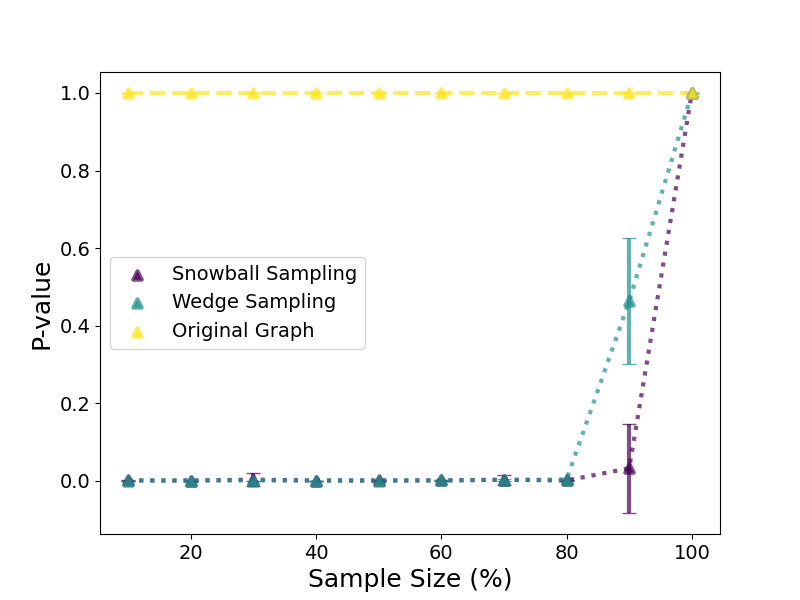 1.0
0.8
0.6
0.4
0.2
0.0
P-value
Snowball Sampling
Wedge Sampling
Original Graph
20 40 60 80 100
Sample Size (%)